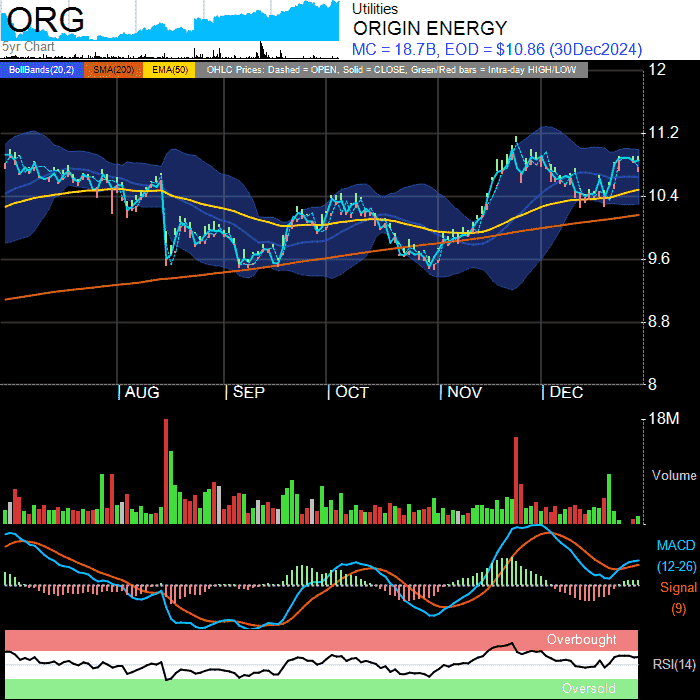 ORG
5yr Chart
Utilities
ORIGIN ENERGY
MC = 18.7B, EOD = $10.86 (30Dec2024)
BollBands(20,2) SMA(200) EMA(50) OHLC Prices: Dashed = OPEN, Solid = CLOSE, Green/Red bars = Intra-day HIGH/LOW
12
11.2
10.4
9.6
8.8
8
AUG SEP OCT NOV DEC
18M
Volume
MACD
(12-26)
Signal
(9)
Overbought
RSI(14)
Oversold